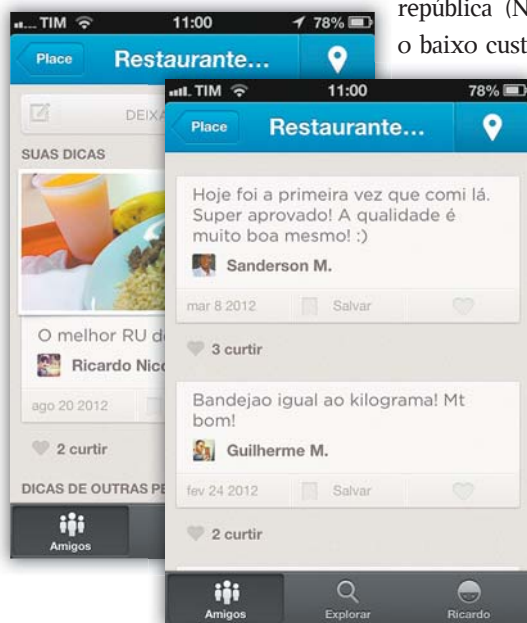 república (N
o baixo cust
TIM 11:00 78%
Place Restaurante...
DEIXA
SUAS DICAS
O melhor RU d
Ricardo Nico
ago 20 2012
2 curtir
DICAS DE OUTRAS PE
Amigos
TIM 11:00 78%
Place Restaurante...
Hoje foi a primeira vez que comi lá.
Super aprovado! A qualidade é
muito boa mesmo! :)
Sanderson M.
mar 8 2012 Salvar
3 curtir
Bandejao igual ao kilograma! Mt
bom!
Guilherme M.
fev 24 2012 Salvar
2 curtir
Amigos Explorar Ricardo